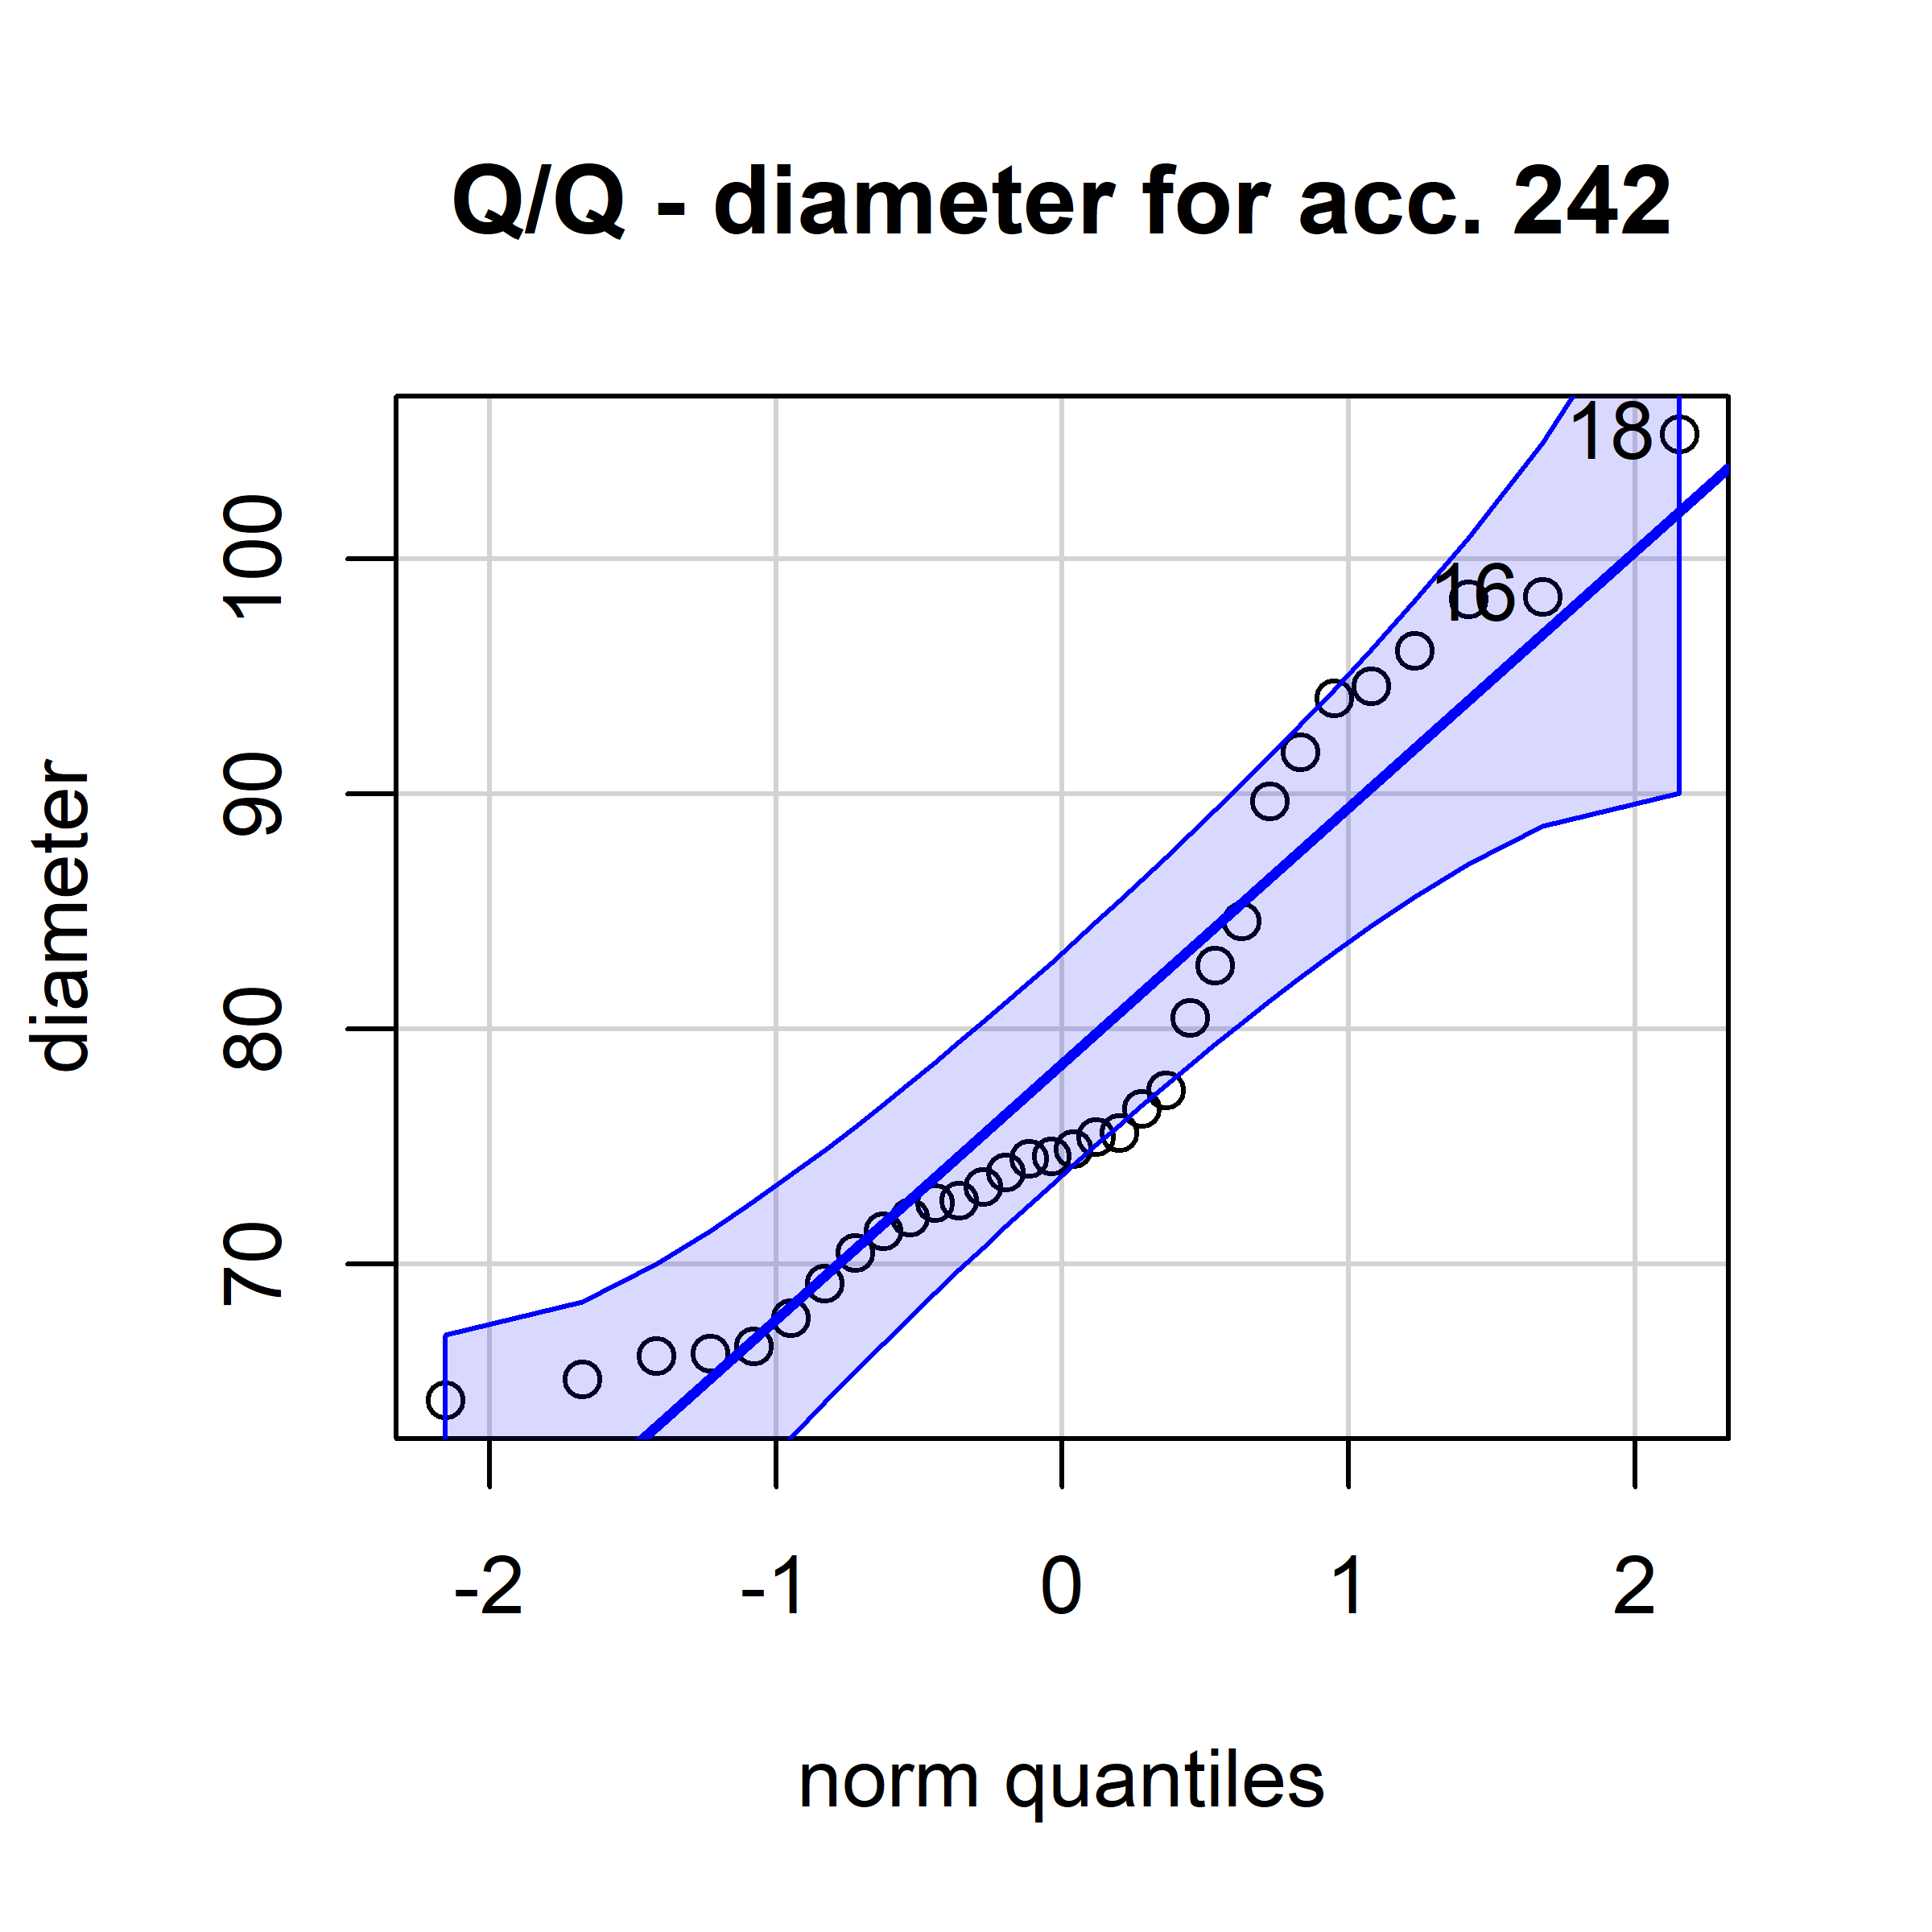 Q/Q - diameter for acc. 242
diameter
100
90
80
70
18
16
-2 -1 0 1 2
norm quantiles